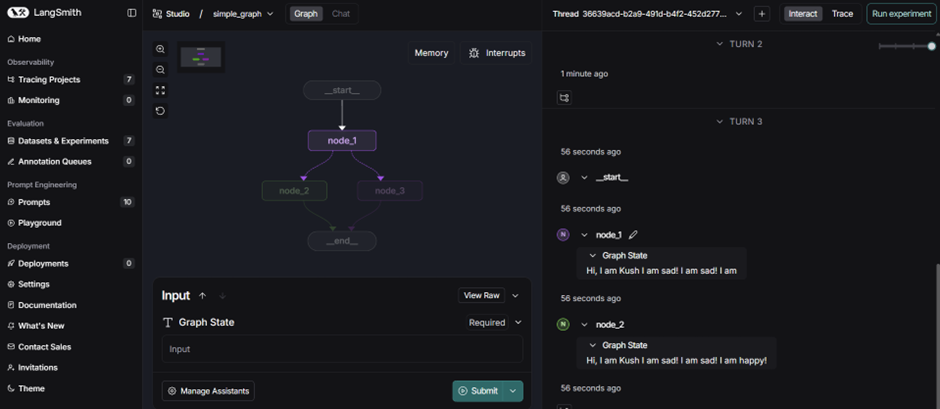 LangSmith
Home
Observability
Tracing Projects 7
Monitoring 0
Evaluation
Datasets & Experiments 7
Annotation Queues 0
Prompt Engineering
Prompts 10
Playground
Deployment
Deployments 0
Settings
Documentation
What's New
Contact Sales
Invitations
Theme
Studio / simple_graph
Graph Chat
Memory Interrupts
__start__
node_1
node_2 node_3
__end__
Input View Raw
Graph State Required
Input
Manage Assistants Submit
Thread 36639acd-b2a9-491d-b4f2-452d277... + Interact Trace Run experiment
TURN 2
1 minute ago
TURN 3
56 seconds ago
__start__
56 seconds ago
N node_1
Graph State
Hi, I am Kush I am sad! I am sad! I am
56 seconds ago
N node_2
Graph State
Hi, I am Kush I am sad! I am sad! I am happy!
56 seconds ago